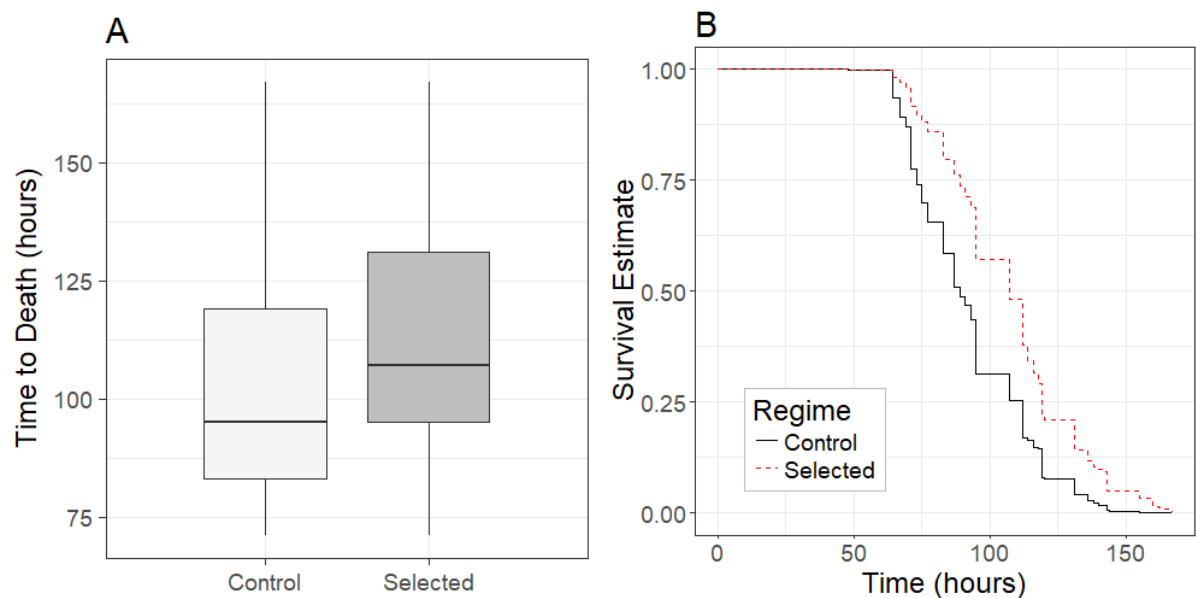 A
Time to Death (hours)
150
125
100
75
Control
Selected
B
Survival Estimate
1.00
0.75
0.50
0.25
0.00
Regime
Control
Selected
0
50
100
150
Time (hours)